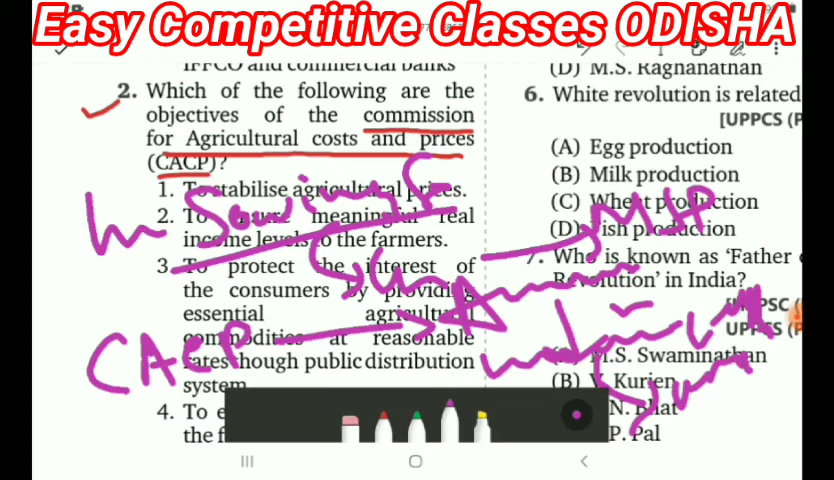 Easy Competitive Classes ODISHA
IFFCO and commercial banks
2. Which of the following are the
objectives of the commission
for Agricultural costs and prices
(CACP)?
1. To stabilise agricultural prices.
2. To ensure meaningful real
income levels to the farmers.
3. To protect the interest of
the consumers by providing
essential agricultural
commodities at reasonable
rates though public distribution
system
4. To e
the f
(D) M.S. Raghanathan
6. White revolution is related
[UPPCS (P
(A) Egg production
(B) Milk production
(C) Wheat production
(D) Fish production
7. Who is known as ‘Father
Revolution’ in India?
PSC (
UPPCS (P
(A) M.S. Swaminathan
(B) V. Kurien
N. Bhat
P. Pal
Sowing
CACP